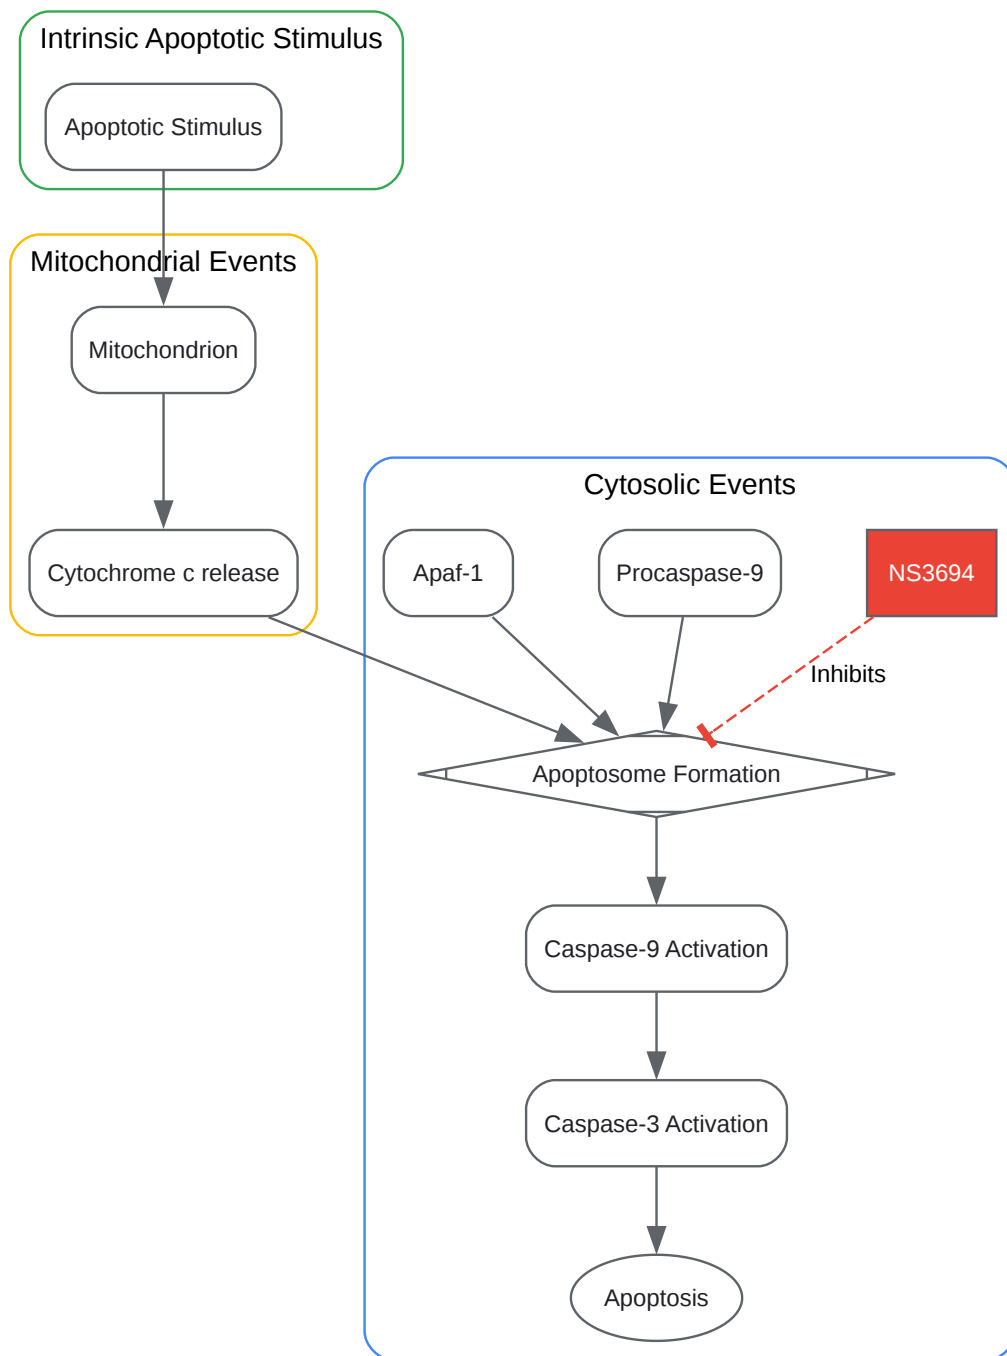 Intrinsic Apoptotic Stimulus
Apoptotic Stimulus
Mitochondrial Events
Mitochondrion
Cytochrome c release
Cytosolic Events
Apaf-1
Procaspase-9
NS3694
Inhibits
Apoptosome Formation
Caspase-9 Activation
Caspase-3 Activation
Apoptosis